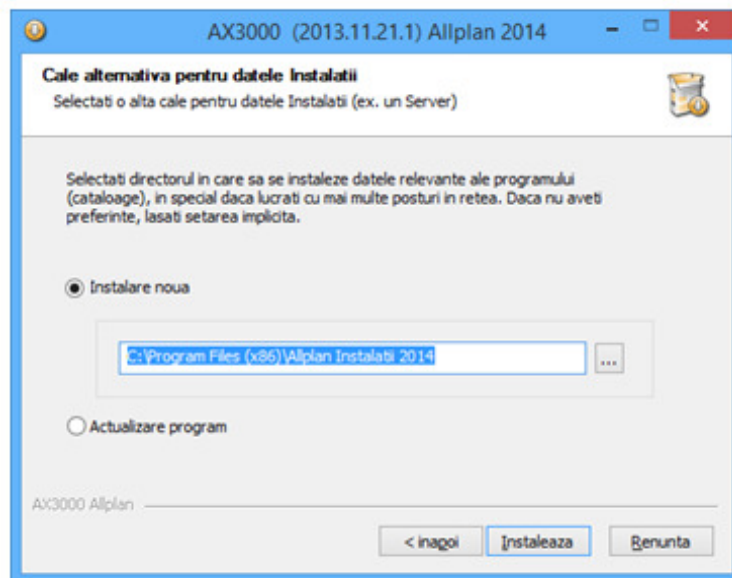 AX3000 (2013.11.21.1) Allplan 2014
Cale alternativa pentru datele Instalatii
Selectati o alta cale pentru datele Instalatii (ex. un Server)
Selectati directorul in care sa se instaleze datele relevante ale programului
(cataloage), in special daca lucrati cu mai multe posturi in retea. Daca nu aveti
preferinte, lasati setarea implicita.
Instalare noua
C:\Program Files (x86)\Allplan Instalatii 2014
...
Actualizare program
AX3000 Allplan
< inagoi
Instaleaza
Renunta